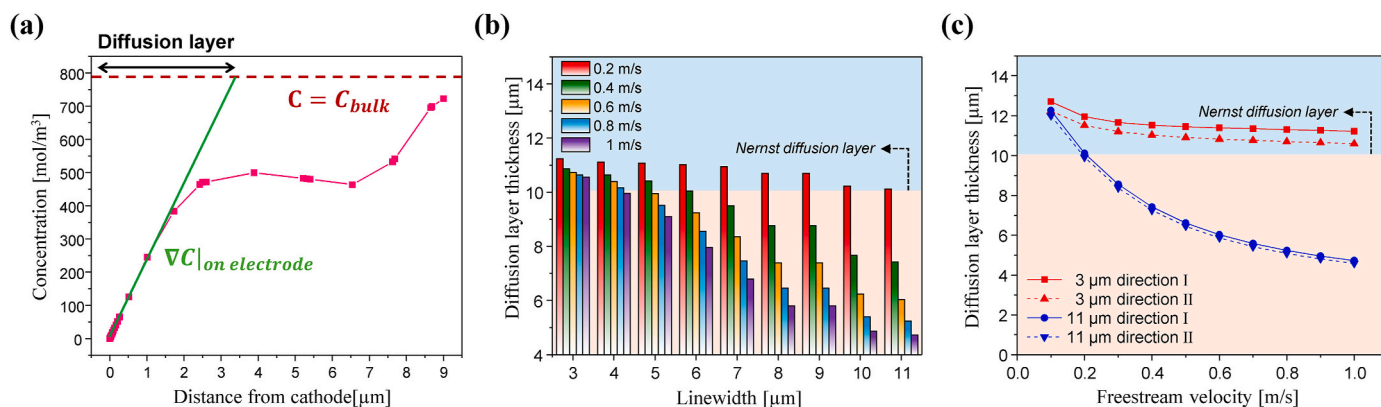 (a)
Diffusion layer
800
700
600
500
400
300
200
100
0
C = C_bulk
∇C|on electrode
Concentration [mol/m³]
0 1 2 3 4 5 6 7 8 9
Distance from cathode[μm]
(b)
14
12
10
8
6
4
0.2 m/s
0.4 m/s
0.6 m/s
0.8 m/s
1 m/s
Nernst diffusion layer
Diffusion layer thickness [μm]
3 4 5 6 7 8 9 10 11
Linewidth [μm]
(c)
14
12
10
8
6
4
2
0
Nernst diffusion layer
3 μm direction I
3 μm direction II
11 μm direction I
11 μm direction II
Diffusion layer thickness [μm]
0.0 0.2 0.4 0.6 0.8 1.0
Freestream velocity [m/s]